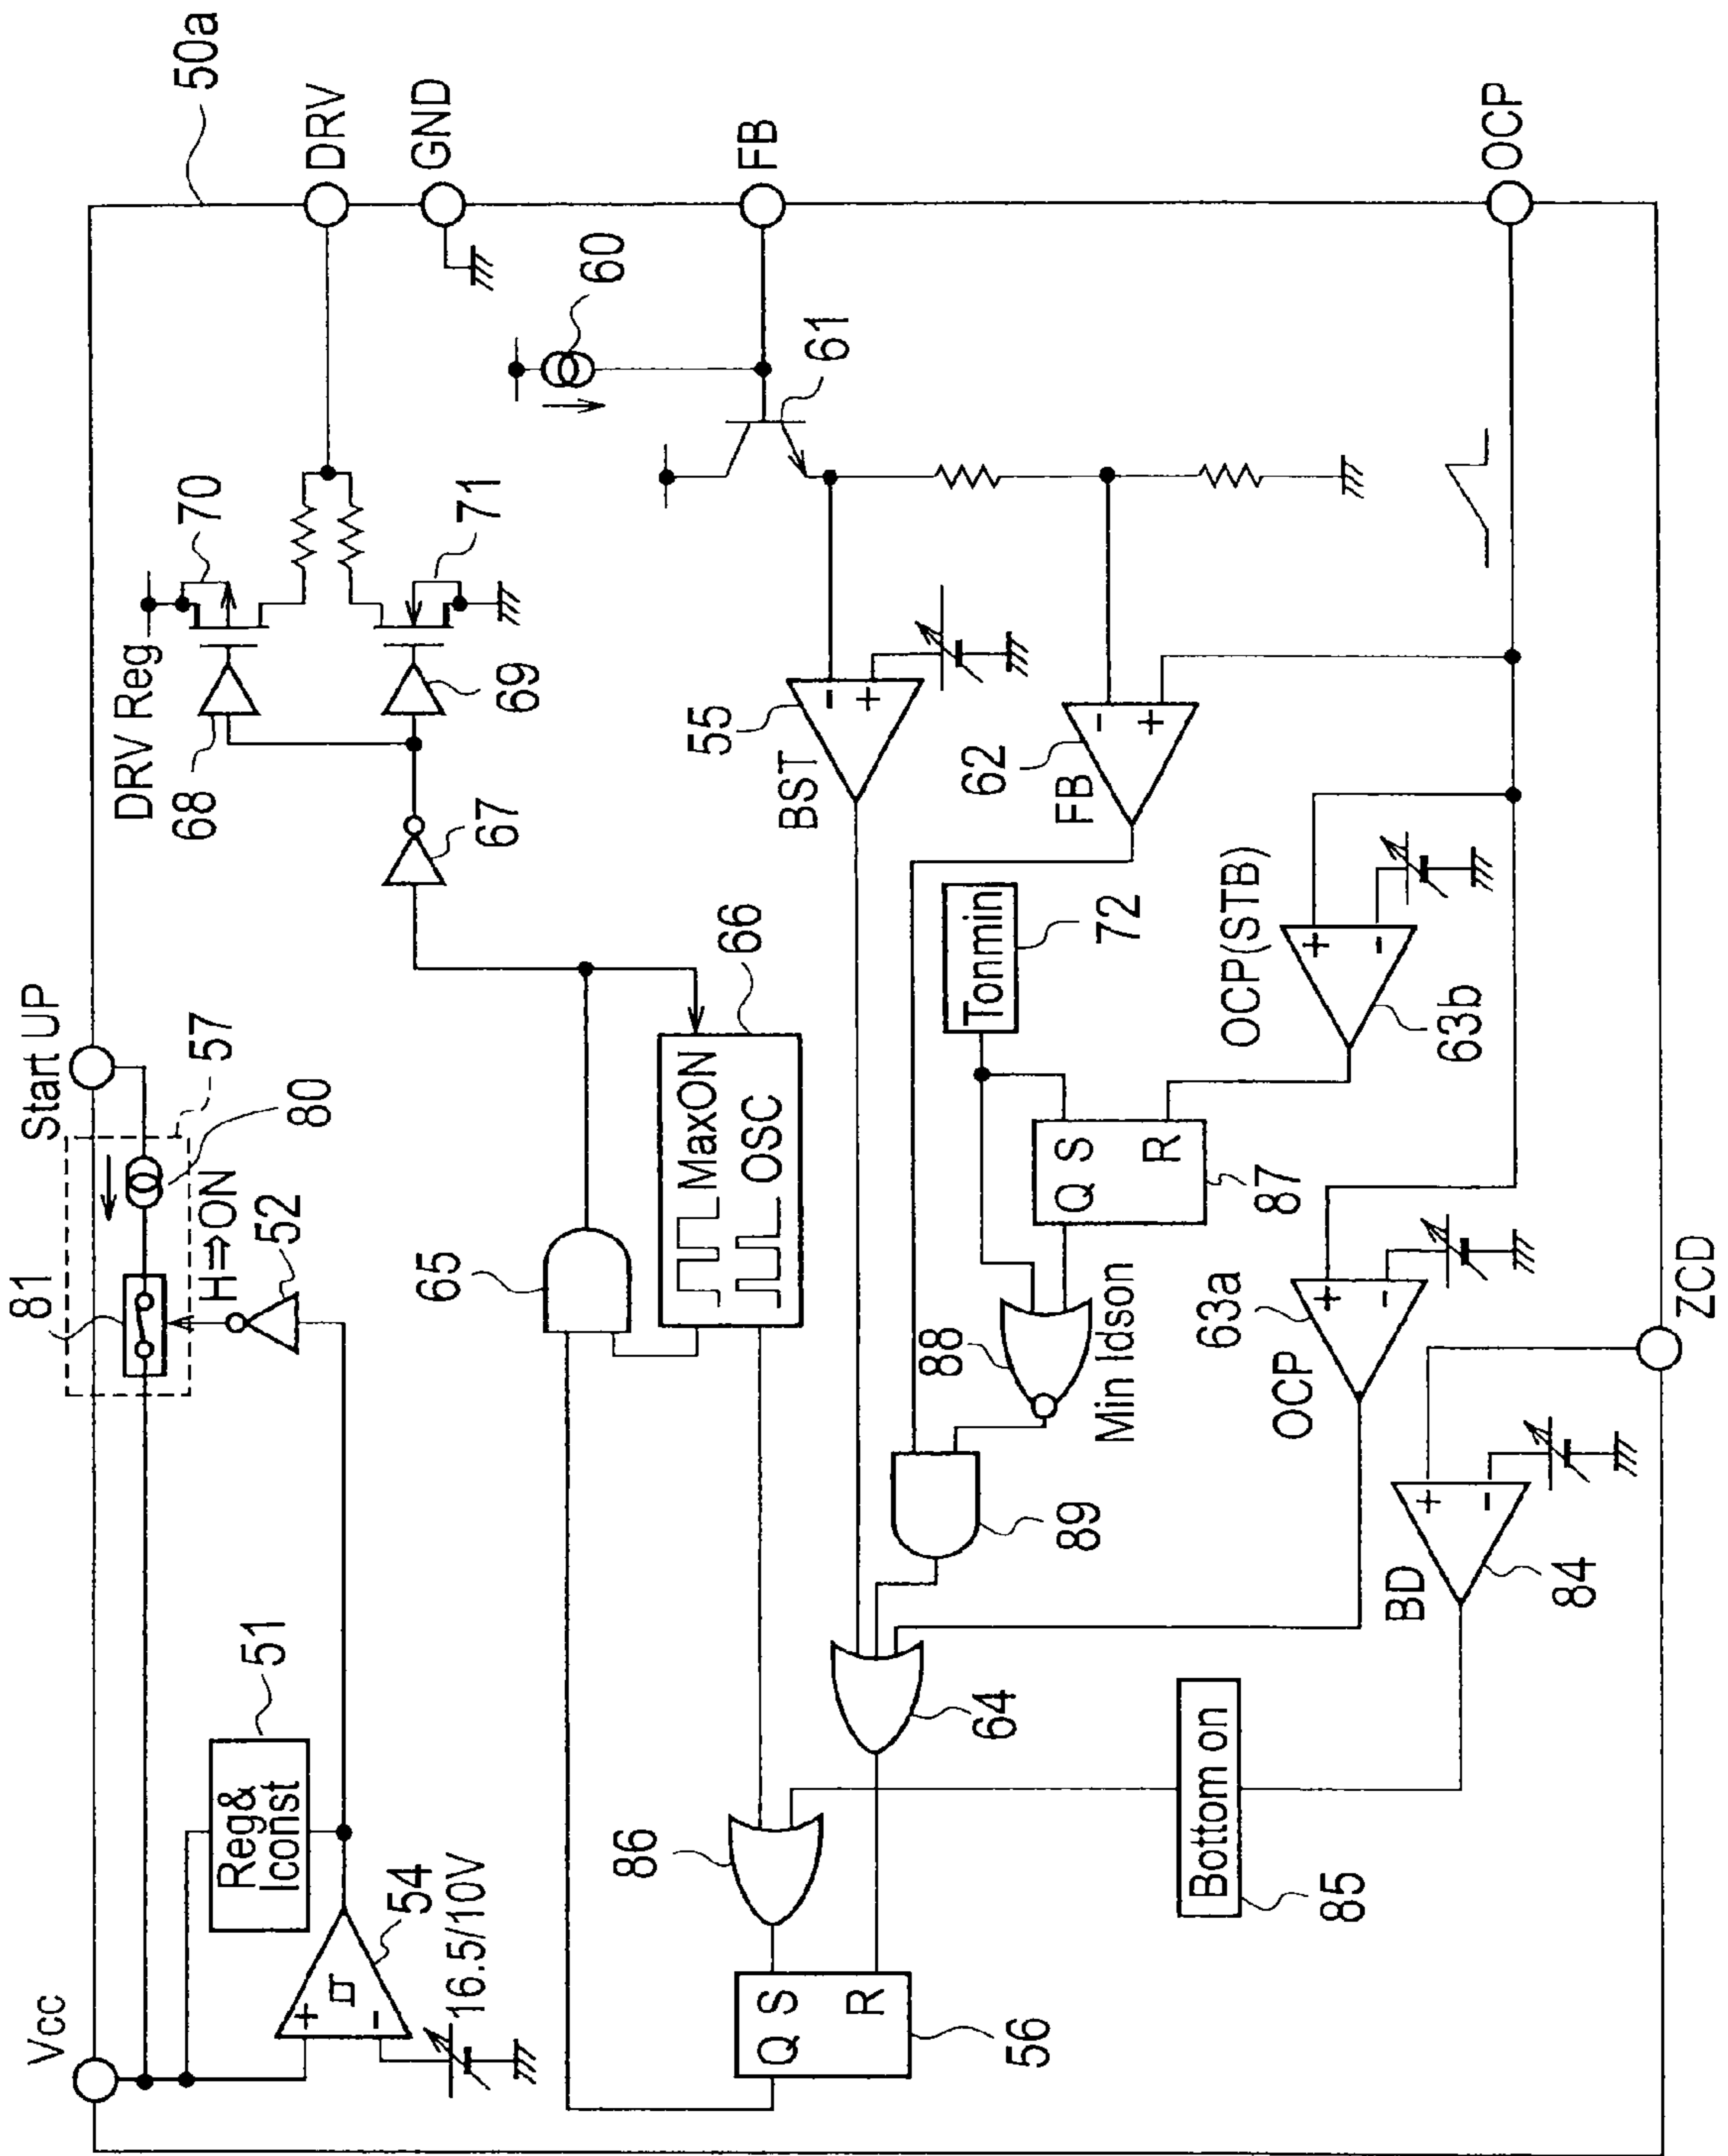 Vcc
Start UP
50a
81
57
80
H⇒ON
52
51
Reg&
Iconst
54
16.5/10V
DRV Reg
70
DRV
GND
68
69
71
67
65
66
MaxON
OSC
60
FB
61
55
BST
-
+
62
FB
-
+
Tonmin
72
86
64
56
Q S
R
89
88
Min Idson
Q S
R
87
OCP(STB)
+
-
63b
63a
OCP
+
-
OCP
BD
+
-
84
Bottom on
85
ZCD
+
-